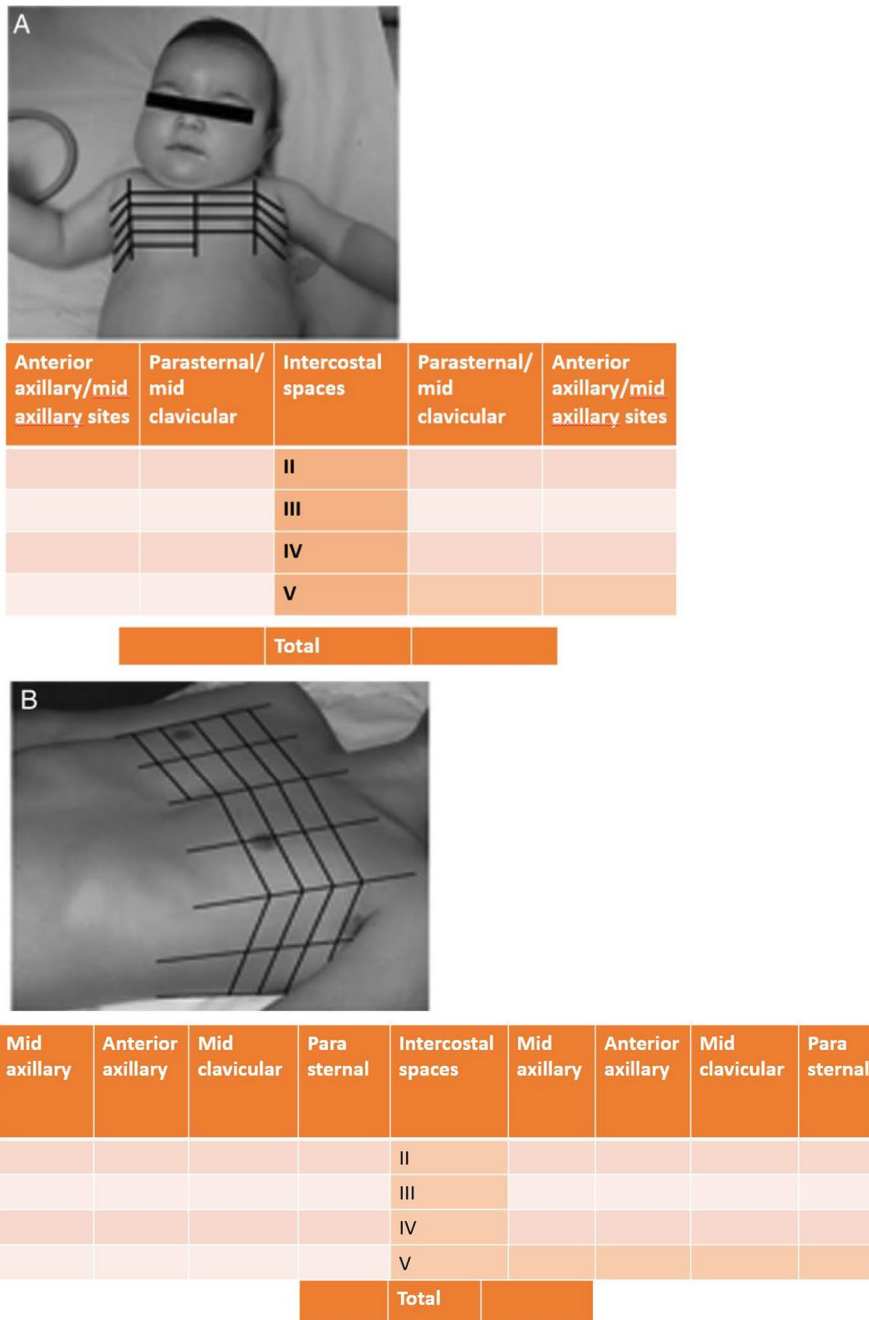 A
Anterior axillary/mid axillary sites
Parasternal/ mid clavicular
Intercostal spaces
Parasternal/ mid clavicular
Anterior axillary/mid axillary sites
II
III
IV
V
Total
B
Mid axillary
Anterior axillary
Mid clavicular
Para sternal
Intercostal spaces
Mid axillary
Anterior axillary
Mid clavicular
Para sternal
II
III
IV
V
Total